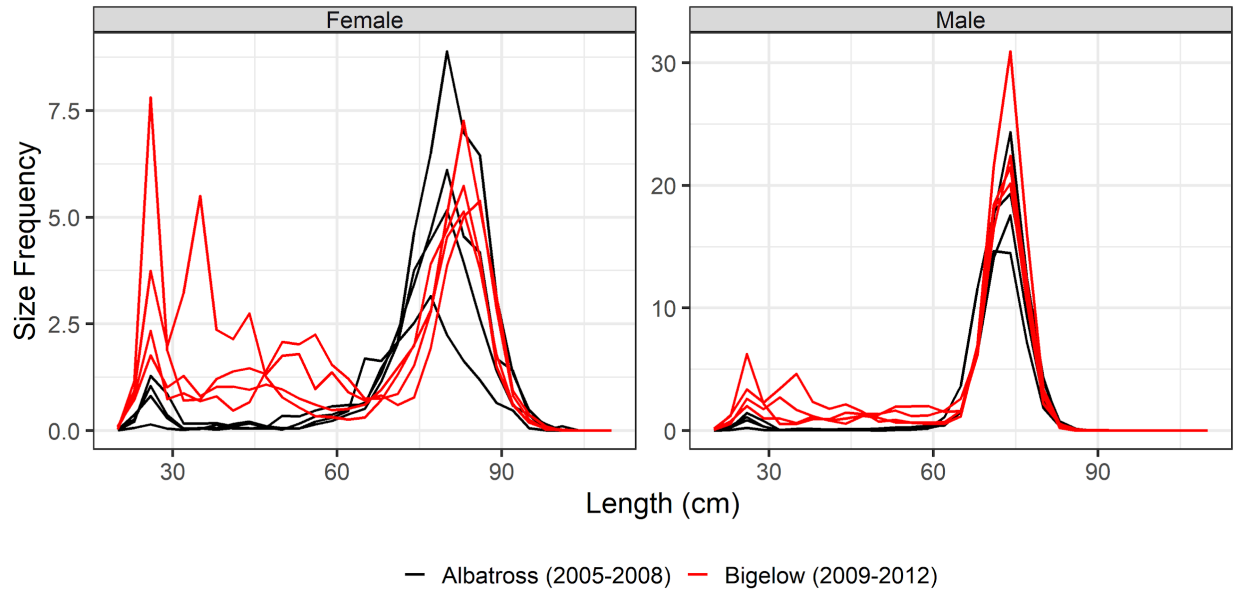 Female
Male
Size Frequency
7.5
5.0
2.5
0.0
30
20
10
0
30
60
90
30
60
90
Length (cm)
Albatross (2005-2008)
Bigelow (2009-2012)